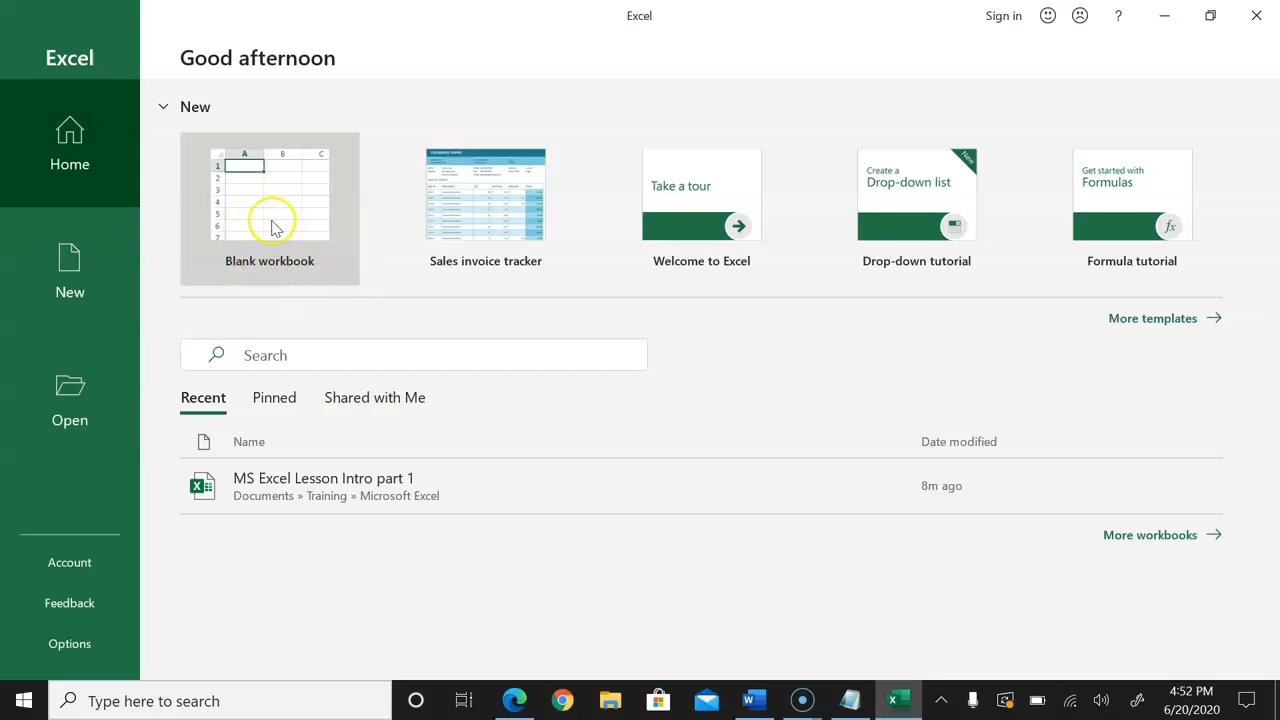 Excel
Sign in
?
Excel
Good afternoon
Home
New
Open
Account
Feedback
Options
New
A B C
1
2
3
4
5
6
7
Blank workbook
Company Name
Sales invoice tracker
Take a tour
Welcome to Excel
New
Create a
Drop-down list
Drop-down tutorial
Get started with
Formulas
fx
Formula tutorial
More templates
Search
Recent Pinned Shared with Me
Name Date modified
MS Excel Lesson Intro part 1
Documents » Training » Microsoft Excel
8m ago
More workbooks
Type here to search
4:52 PM
6/20/2020